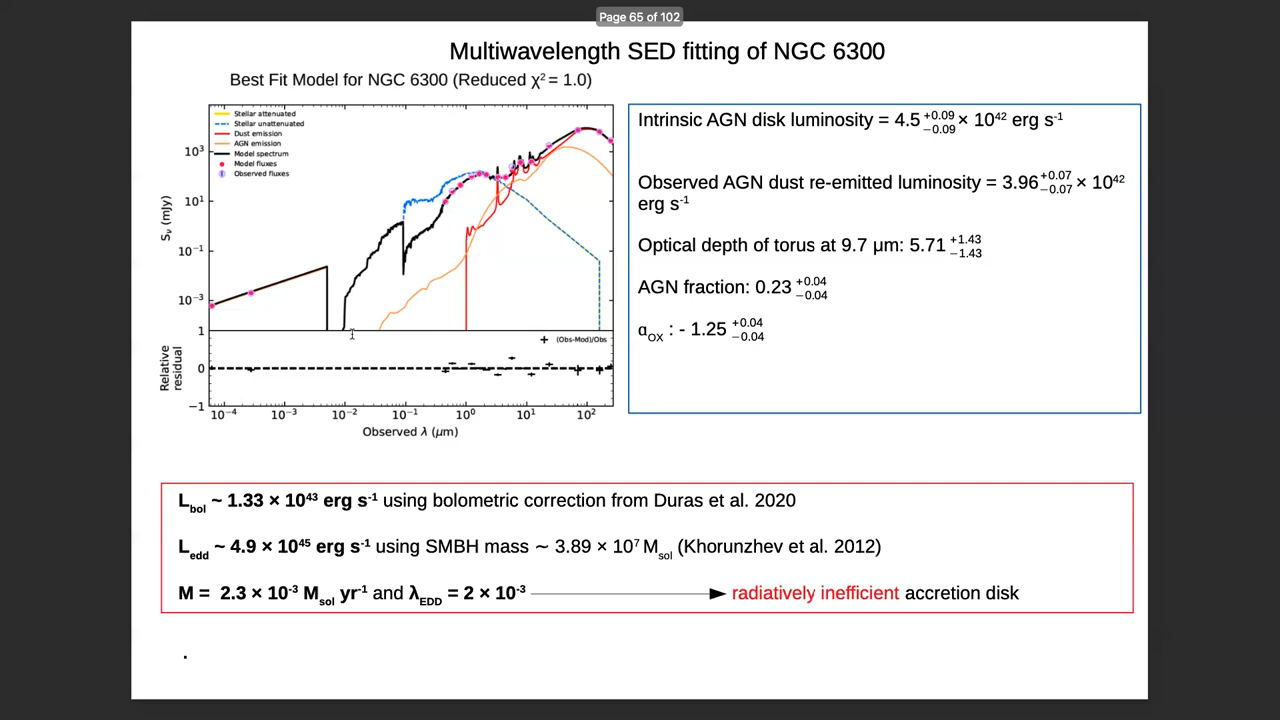 Page 65 of 102
Multiwavelength SED fitting of NGC 6300
Best Fit Model for NGC 6300 (Reduced χ² = 1.0)
Stellar attenuated
Stellar unattenuated
Dust emission
AGN emission
Model spectrum
Model fluxes
Observed fluxes
S_ν (mJy)
10³
10¹
10⁻¹
10⁻³
1
0
−1
Relative
residual
(Obs-Mod)/Obs
10⁻⁴ 10⁻³ 10⁻² 10⁻¹ 10⁰ 10¹ 10²
Observed λ (μm)
Intrinsic AGN disk luminosity = 4.5 +0.09 −0.09 × 10⁴² erg s⁻¹
Observed AGN dust re-emitted luminosity = 3.96 +0.07 −0.07 × 10⁴²
erg s⁻¹
Optical depth of torus at 9.7 μm: 5.71 +1.43 −1.43
AGN fraction: 0.23 +0.04 −0.04
α_OX : - 1.25 +0.04 −0.04
L_bol ~ 1.33 × 10⁴³ erg s⁻¹ using bolometric correction from Duras et al. 2020
L_edd ~ 4.9 × 10⁴⁵ erg s⁻¹ using SMBH mass ~ 3.89 × 10⁷ M_sol (Khorunzhev et al. 2012)
M = 2.3 × 10⁻³ M_sol yr⁻¹ and λ_EDD = 2 × 10⁻³ radiatively inefficient accretion disk
.